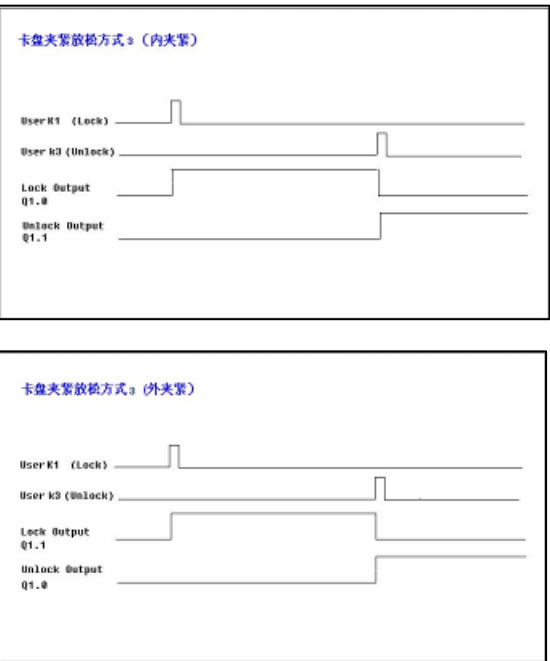 卡盘夹紧放松方式3（内夹紧）
User K1 (Lock)
User k3 (Unlock)
Lock Output
Q1.0
Unlock Output
Q1.1
卡盘夹紧放松方式3 (外夹紧）
User K1 (Lock)
User k3 (Unlock)
Lock Output
Q1.1
Unlock Output
Q1.0